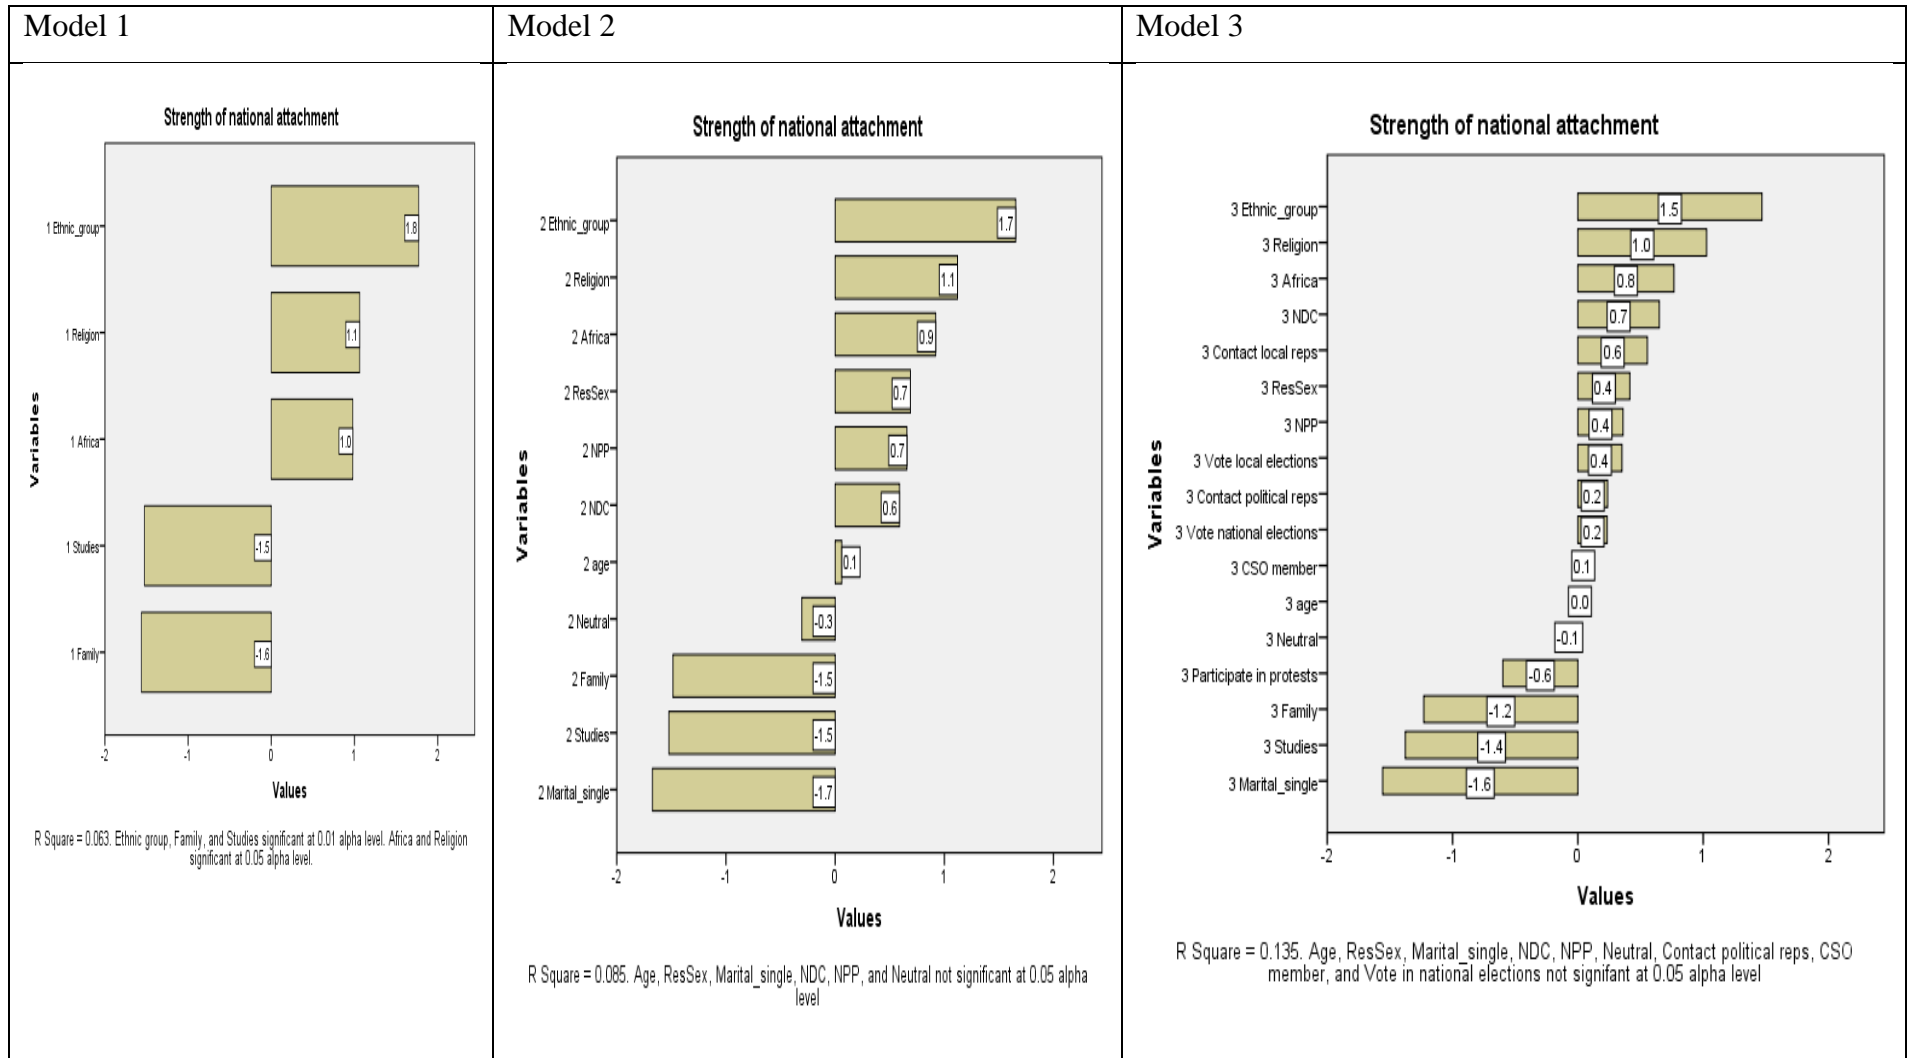 Model 1
Strength of national attachment
Variables
1 Ethnic_group
1.8
1 Religion
1.1
1 Africa
1.0
1 Studies
-1.5
1 Family
-1.6
-2 -1 0 1 2
Values
R Square = 0.063. Ethnic group, Family, and Studies significant at 0.01 alpha level. Africa and Religion
significant at 0.05 alpha level.
Model 2
Strength of national attachment
Variables
2 Ethnic_group
1.7
2 Religion
1.1
2 Africa
0.9
2 ResSex
0.7
2 NPP
0.7
2 NDC
0.6
2 age
0.1
2 Neutral
-0.3
2 Family
-1.5
2 Studies
-1.5
2 Marital_single
-1.7
-2 -1 0 1 2
Values
R Square = 0.085. Age, ResSex, Marital_single, NDC, NPP, and Neutral not significant at 0.05 alpha
level
Model 3
Strength of national attachment
Variables
3 Ethnic_group
1.5
3 Religion
1.0
3 Africa
0.8
3 NDC
0.7
3 Contact local reps
0.6
3 ResSex
0.4
3 NPP
0.4
3 Vote local elections
0.4
3 Contact political reps
0.2
3 Vote national elections
0.2
3 CSO member
0.1
3 age
0.0
3 Neutral
-0.1
3 Participate in protests
-0.6
3 Family
-1.2
3 Studies
-1.4
3 Marital_single
-1.6
-2 -1 0 1 2
Values
R Square = 0.135. Age, ResSex, Marital_single, NDC, NPP, Neutral, Contact political reps, CSO
member, and Vote in national elections not signifant at 0.05 alpha level